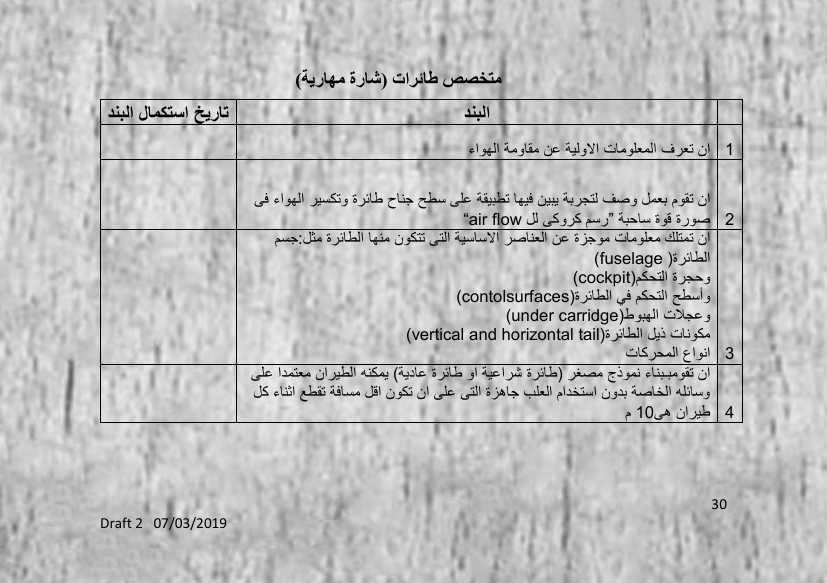 متخصص طائرات (شارة مهارية)
البند
تاريخ استكمال البند
1 ان تعرف المعلومات الاولية عن مقاومة الهواء
ان تقوم بعمل وصف لتجربة يبين فيها تطبيقة على سطح جناح طائرة وتكسير الهواء فى
2 صورة قوة ساحبة ”رسم كروكى لل air flow“
ان تمتلك معلومات موجزة عن العناصر الاساسية التى تتكون منها الطائرة مثل:جسم
الطائرة( fuselage)
وحجرة التحكم(cockpit)
وأسطح التحكم في الطائرة(contolsurfaces)
وعجلات الهبوط(under carridge)
مكونات ذيل الطائرة(vertical and horizontal tail)
3 انواع المحركات
ان تقومببناء نموذج مصغر (طائرة شراعية او طائرة عادية) يمكنه الطيران معتمدا على
وسائله الخاصة بدون استخدام العلب جاهزة التى على ان تكون اقل مسافة تقطع اثناء كل
4 طيران هى10 م
30
Draft 2 07/03/2019